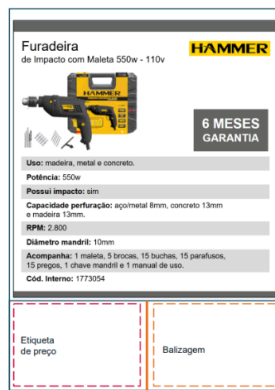 Furadeira
de Impacto com Maleta 550w - 110v
HAMMER
HAMMER
6 MESES
GARANTIA
Uso: madeira, metal e concreto.
Potência: 550w
Possui impacto: sim
Capacidade perfuração: aço/metal 8mm, concreto 13mm
e madeira 13mm.
RPM: 2.800
Diâmetro mandril: 10mm
Acompanha: 1 maleta, 5 brocas, 15 buchas, 15 parafusos,
15 pregos, 1 chave mandril e 1 manual de uso.
Cód. Interno: 1773054
Etiqueta
de preço
Balizagem